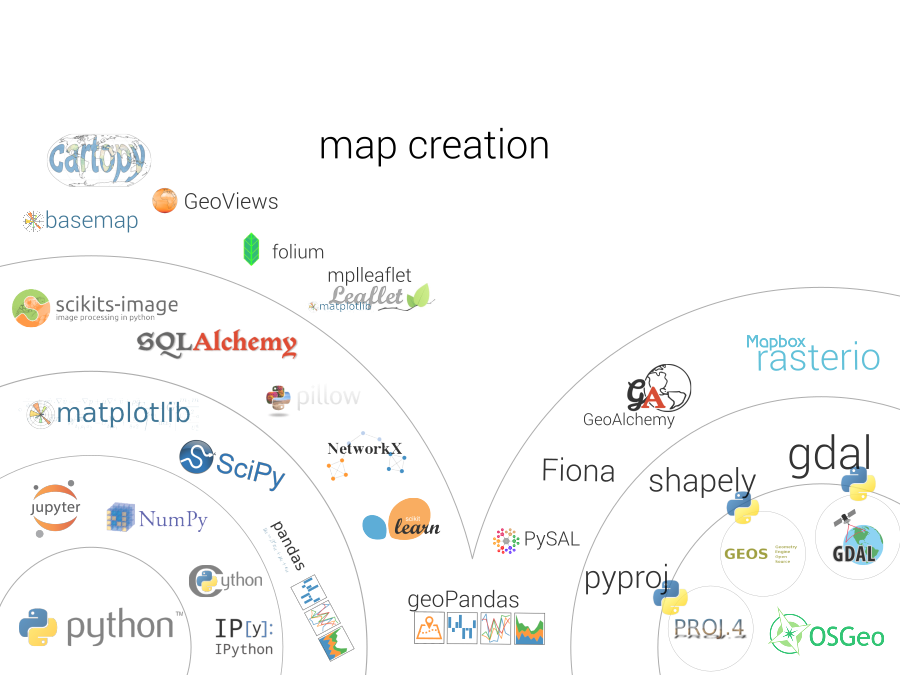 map creation
cartopy
GeoViews
basemap
folium
mplleaflet
Leaflet
matplotlib
scikits-image
image processing in python
SQLAlchemy
Mapbox
rasterio
pillow
GA
GeoAlchemy
matplotlib
NetworkX
SciPy
Fiona
shapely
gdal
jupyter
NumPy
scikit
learn
pandas
PySAL
GEOS
Geometry
Engine
Open
Source
GDAL
Cython
pyproj
geoPandas
python™
IP[y]:
IPython
PROJ.4
OSGeo